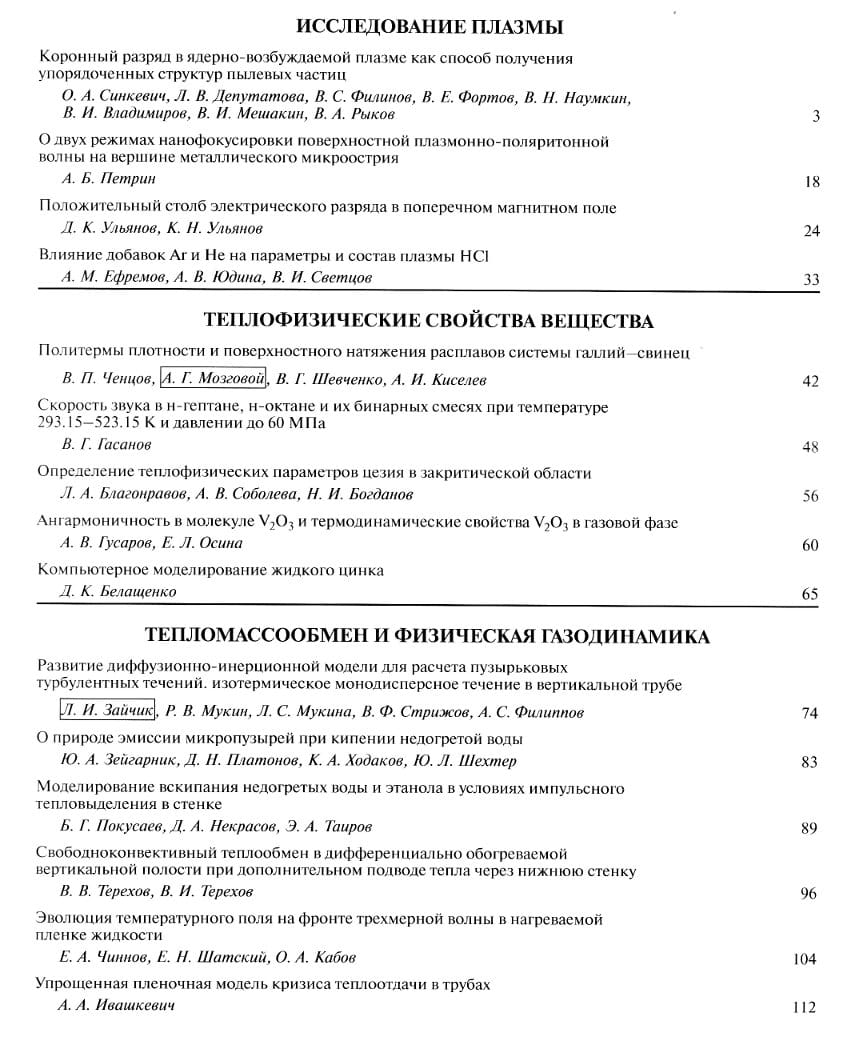 ИССЛЕДОВАНИЕ ПЛАЗМЫ
Коронный разряд в ядерно-возбуждаемой плазме как способ получения
упорядоченных структур пылевых частиц
О. А. Синкевич, Л. В. Депутатова, В. С. Филинов, В. Е. Фортов, В. Н. Наумкин,
В. И. Владимиров, В. И. Мешакин, В. А. Рыков 3
О двух режимах нанофокусировки поверхностной плазмонно-поляритонной
волны на вершине металлического микроострия
А. Б. Петрин 18
Положительный столб электрического разряда в поперечном магнитном поле
Д. К. Ульянов, К. Н. Ульянов 24
Влияние добавок Ar и He на параметры и состав плазмы HCl
А. М. Ефремов, А. В. Юдина, В. И. Светцов 33
ТЕПЛОФИЗИЧЕСКИЕ СВОЙСТВА ВЕЩЕСТВА
Политермы плотности и поверхностного натяжения расплавов системы галлий–свинец
В. П. Ченцов, А. Г. Мозговой, В. Г. Шевченко, А. И. Киселев 42
Скорость звука в н-гептане, н-октане и их бинарных смесях при температуре
293.15–523.15 К и давлении до 60 МПа
В. Г. Гасанов 48
Определение теплофизических параметров цезия в закритической области
Л. А. Благонравов, А. В. Соболева, Н. И. Богданов 56
Ангармоничность в молекуле V₂O₃ и термодинамические свойства V₂O₃ в газовой фазе
А. В. Гусаров, Е. Л. Осина 60
Компьютерное моделирование жидкого цинка
Д. К. Белащенко 65
ТЕПЛОМАССООБМЕН И ФИЗИЧЕСКАЯ ГАЗОДИНАМИКА
Развитие диффузионно-инерционной модели для расчета пузырьковых
турбулентных течений. изотермическое монодисперсное течение в вертикальной трубе
Л. И. Зайчик, Р. В. Мукин, Л. С. Мукина, В. Ф. Стрижов, А. С. Филиппов 74
О природе эмиссии микропузырей при кипении недогретой воды
Ю. А. Зейгарник, Д. Н. Платонов, К. А. Ходаков, Ю. Л. Шехтер 83
Моделирование вскипания недогретых воды и этанола в условиях импульсного
тепловыделения в стенке
Б. Г. Покусаев, Д. А. Некрасов, Э. А. Таиров 89
Свободноконвективный теплообмен в дифференциально обогреваемой
вертикальной полости при дополнительном подводе тепла через нижнюю стенку
В. В. Терехов, В. И. Терехов 96
Эволюция температурного поля на фронте трехмерной волны в нагреваемой
пленке жидкости
Е. А. Чиннов, Е. Н. Шатский, О. А. Кабов 104
Упрощенная пленочная модель кризиса теплоотдачи в трубах
А. А. Ивашкевич 112